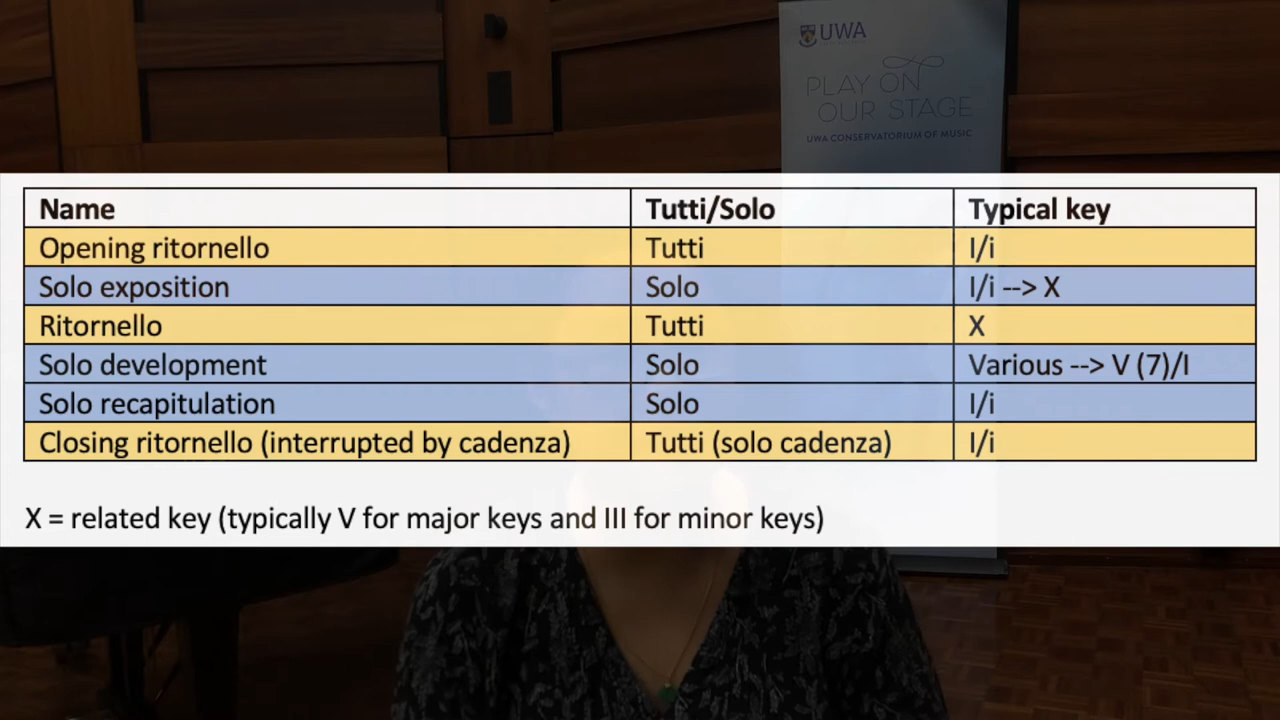 UWA
PLAY ON
OUR STAGE
UWA CONSERVATORIUM OF MUSIC
Name Tutti/Solo Typical key
Opening ritornello Tutti I/i
Solo exposition Solo I/i --> X
Ritornello Tutti X
Solo development Solo Various --> V (7)/I
Solo recapitulation Solo I/i
Closing ritornello (interrupted by cadenza) Tutti (solo cadenza) I/i
X = related key (typically V for major keys and III for minor keys)